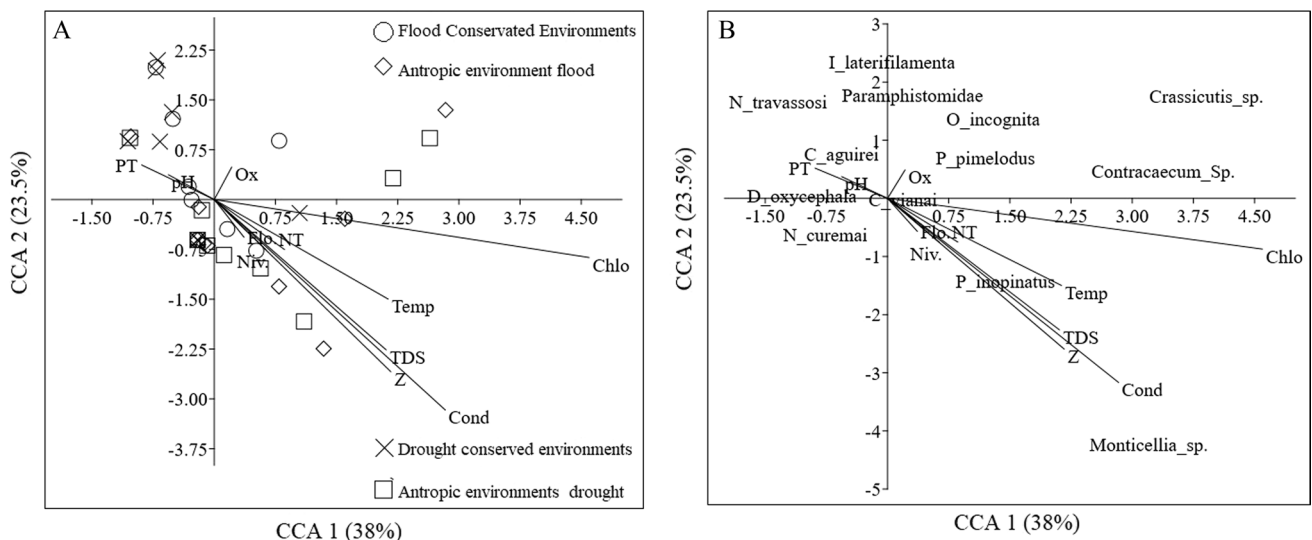 A
Flood Conservated Environments
Antropic environment flood
2.25
1.50
0.75
PT
pH
Ox
-1.50 -0.75 0.75 1.50 2.25 3.00 3.75 4.50
Flo.NT
Niv.
-0.75
Chlo
-1.50
Temp
-2.25
TDS
Z
-3.00
Cond
-3.75
Drought conserved environments
Antropic environments drought
CCA 2 (23.5%)
CCA 1 (38%)
B
3
I_laterifilamenta
2
N_travassosi
Paramphistomidae
Crassicutis_sp.
O_incognita
1
C_aguirei
P_pimelodus
PT
Ox
Contracaecum_Sp.
pH
D_oxycephala
-1.50 -0.75 0.75 1.50 2.25 3.00 3.75 4.50
N_curemai
Flo.NT
-1
Niv.
Chlo
P_inopinatus
Temp
-2
TDS
Z
-3
Cond
-4
Monticellia_sp.
-5
CCA 2 (23.5%)
CCA 1 (38%)